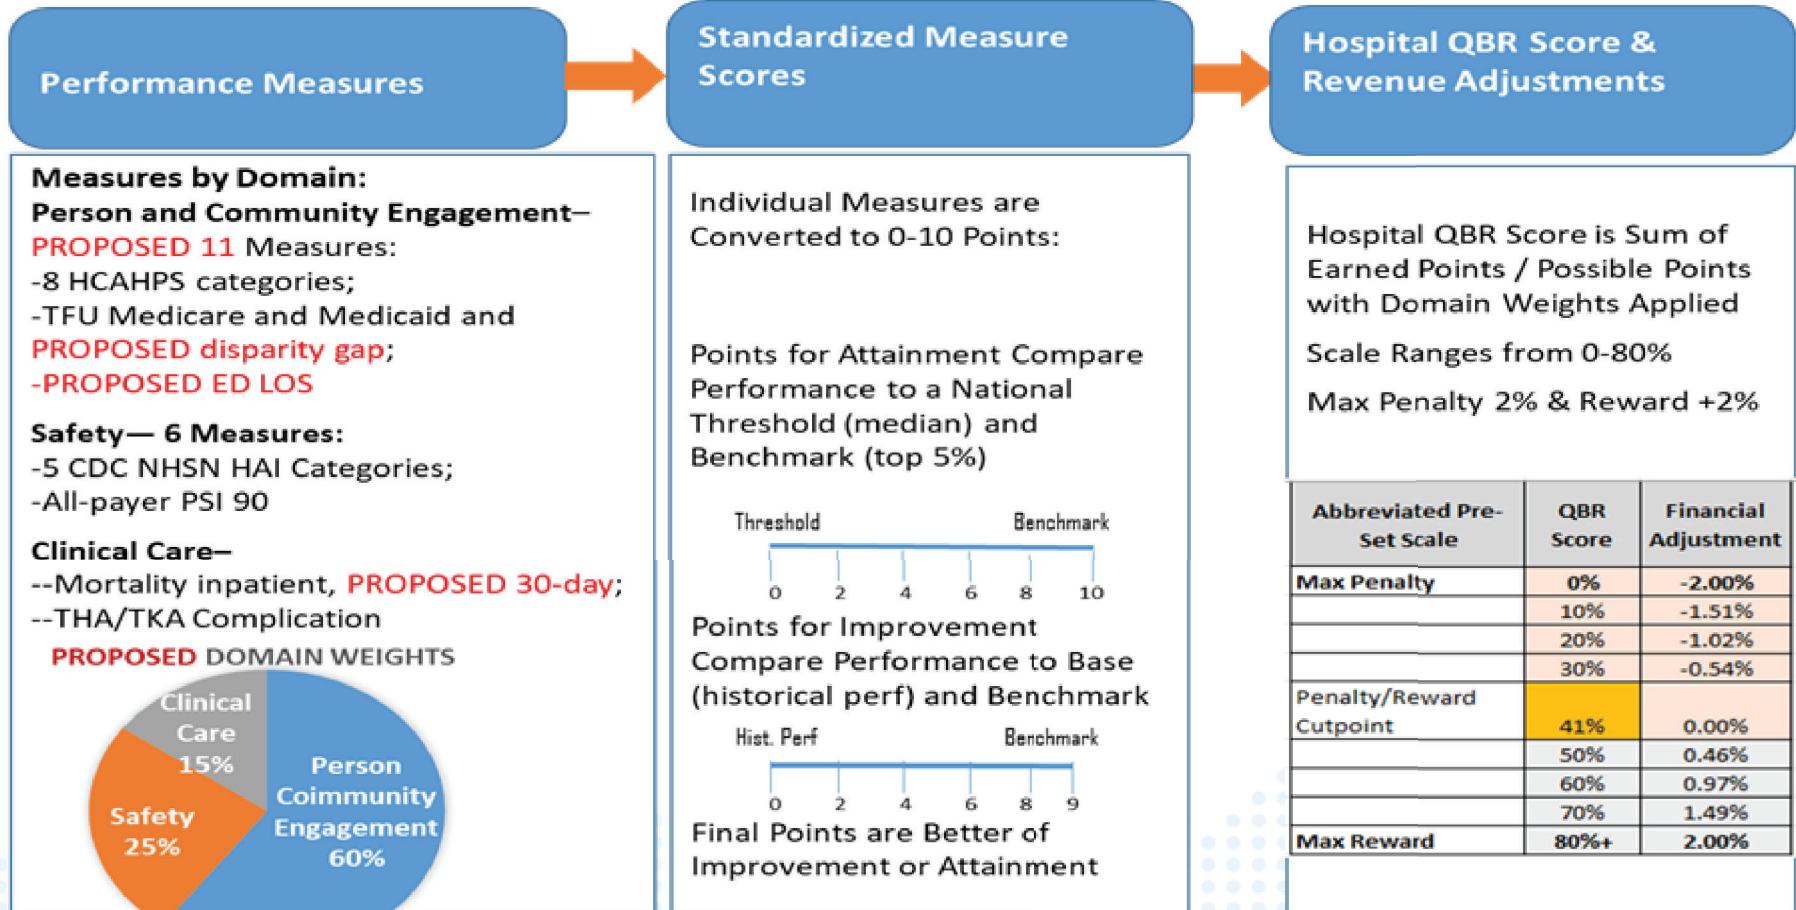 Performance Measures
Standardized Measure
Scores
Hospital QBR Score &
Revenue Adjustments
Measures by Domain:
Person and Community Engagement–
PROPOSED 11 Measures:
-8 HCAHPS categories;
-TFU Medicare and Medicaid and
PROPOSED disparity gap;
-PROPOSED ED LOS
Safety— 6 Measures:
-5 CDC NHSN HAI Categories;
-All-payer PSI 90
Clinical Care–
--Mortality inpatient, PROPOSED 30-day;
--THA/TKA Complication
PROPOSED DOMAIN WEIGHTS
Clinical
Care
15%
Safety
25%
Person
Coimmunity
Engagement
60%
Individual Measures are
Converted to 0-10 Points:
Points for Attainment Compare
Performance to a National
Threshold (median) and
Benchmark (top 5%)
Threshold Benchmark
0 2 4 6 8 10
Points for Improvement
Compare Performance to Base
(historical perf) and Benchmark
Hist. Perf Benchmark
0 2 4 6 8 9
Final Points are Better of
Improvement or Attainment
Hospital QBR Score is Sum of
Earned Points / Possible Points
with Domain Weights Applied
Scale Ranges from 0-80%
Max Penalty 2% & Reward +2%
Abbreviated Pre- QBR Financial
Set Scale Score Adjustment
Max Penalty 0% -2.00%
10% -1.51%
20% -1.02%
30% -0.54%
Penalty/Reward
Cutpoint 41% 0.00%
50% 0.46%
60% 0.97%
70% 1.49%
Max Reward 80%+ 2.00%